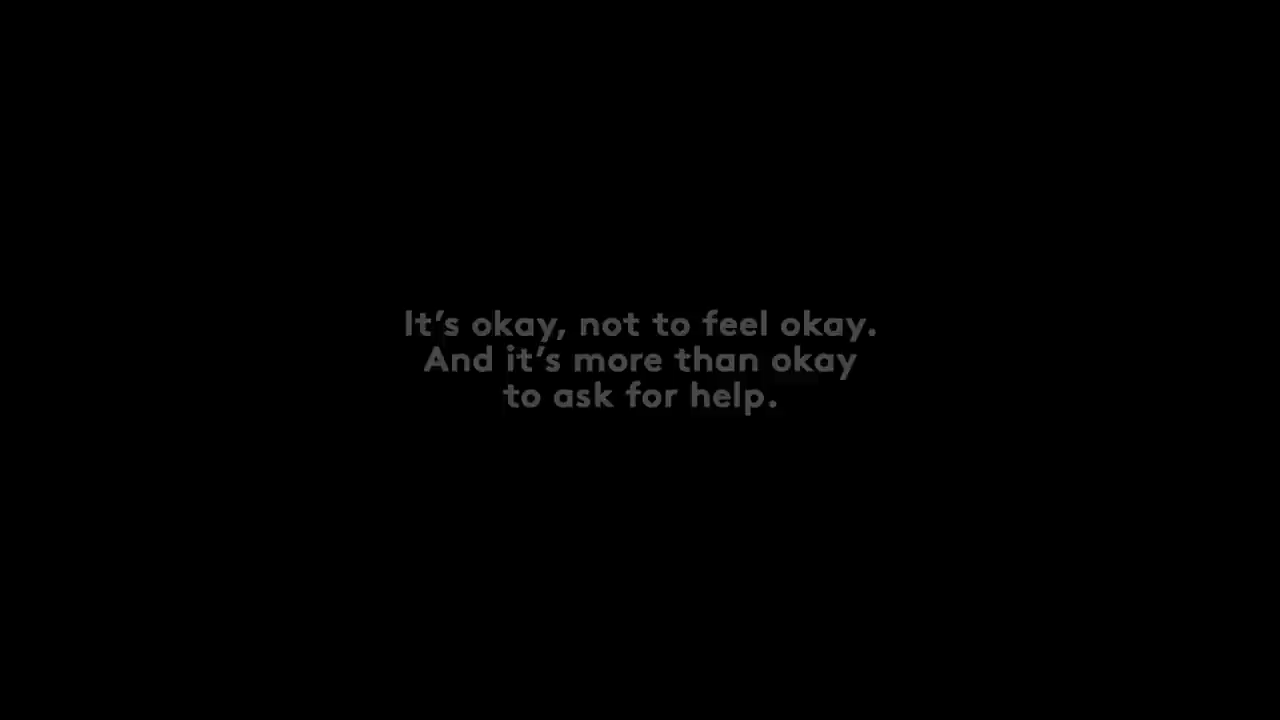 It's okay, not to feel okay.
And it's more than okay
to ask for help.